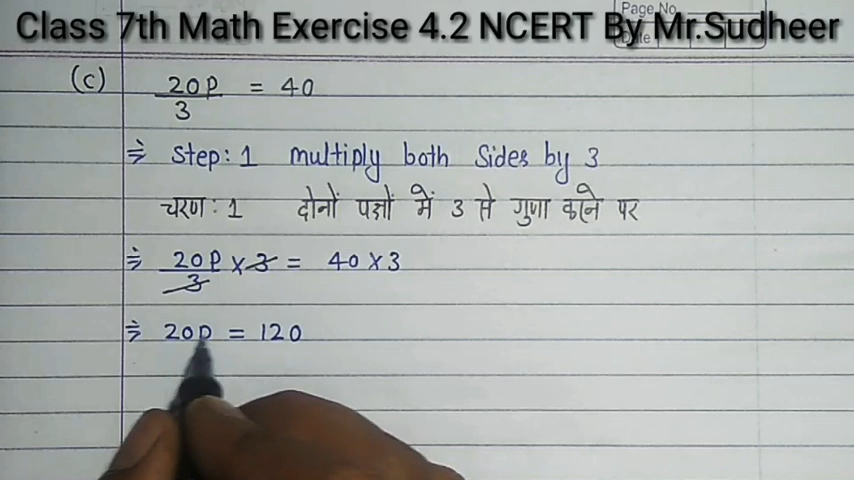 Class 7th Math Exercise 4.2 NCERT By Mr.Sudheer
Page No
Date
(c) 20p/3 = 40
⇒ Step: 1 multiply both Sides by 3
चरण: 1 दोनों पक्षों में 3 से गुणा करने पर
⇒ 20p/3 × 3 = 40 × 3
⇒ 20p = 120